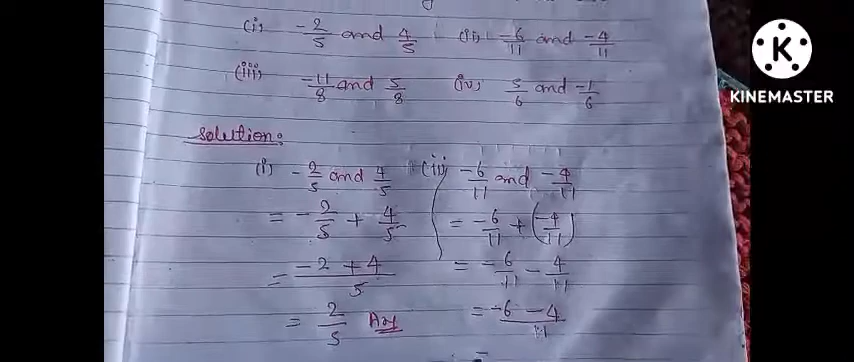 (i) -2/5 and 4/5 (ii) -6/11 and -4/11
(iii) -11/8 and 5/8 (iv) 5/6 and -1/6
Solution:
(i) -2/5 and 4/5 (ii) -6/11 and -4/11
= -2/5 + 4/5 = -6/11 + (-4/11)
= -2+4/5 = -6/11 - 4/11
= 2/5 Ans = -6-4/11
=
KINEMASTER